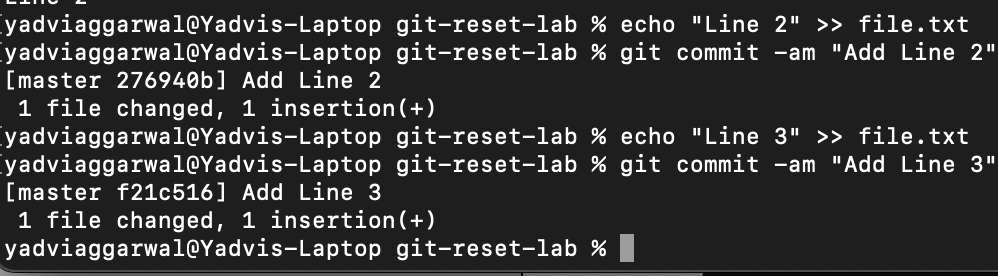 Line 2
yadviaggarwal@Yadvis-Laptop git-reset-lab % echo "Line 2" >> file.txt
yadviaggarwal@Yadvis-Laptop git-reset-lab % git commit -am "Add Line 2"
[master 276940b] Add Line 2
 1 file changed, 1 insertion(+)
yadviaggarwal@Yadvis-Laptop git-reset-lab % echo "Line 3" >> file.txt
yadviaggarwal@Yadvis-Laptop git-reset-lab % git commit -am "Add Line 3"
[master f21c516] Add Line 3
 1 file changed, 1 insertion(+)
yadviaggarwal@Yadvis-Laptop git-reset-lab %